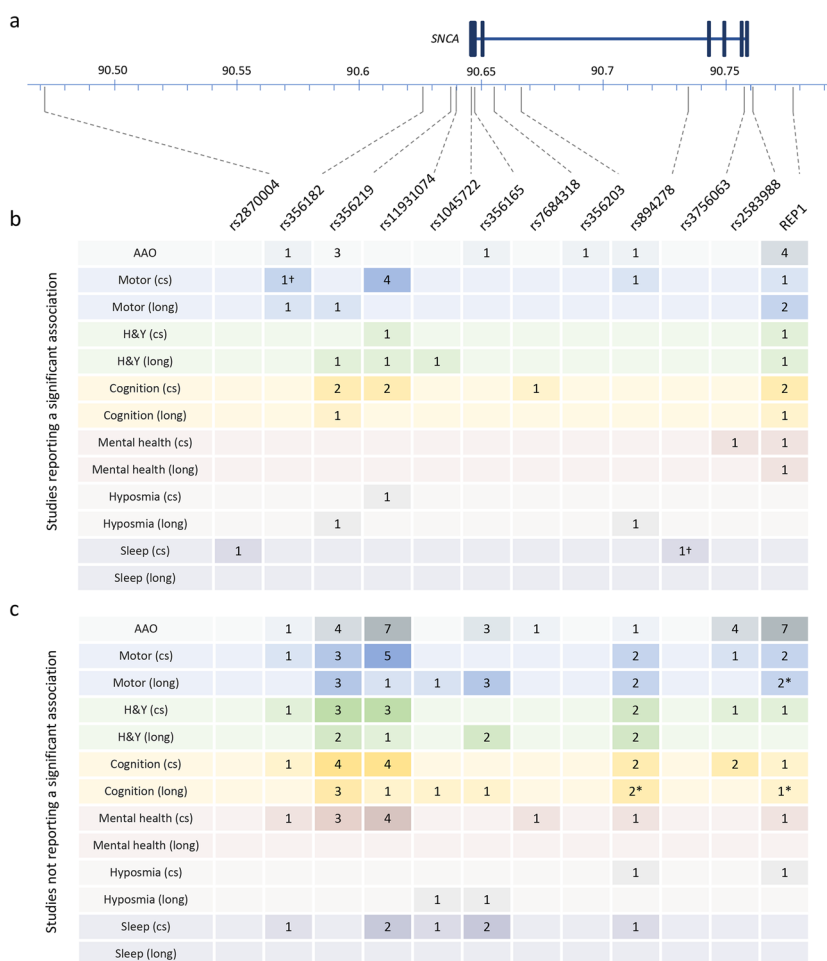 a
SNCA
90.50 90.55 90.6 90.65 90.7 90.75
rs2870004 rs356182 rs356219 rs11931074 rs1045722 rs356165 rs7684318 rs356203 rs894278 rs3756063 rs2583988 REP1
b
Studies reporting a significant association
AAO 1 3 1 1 1 4
Motor (cs) 1† 4 1 1
Motor (long) 1 1 2
H&Y (cs) 1 1
H&Y (long) 1 1 1 1
Cognition (cs) 2 2 1 2
Cognition (long) 1 1
Mental health (cs) 1 1
Mental health (long) 1
Hyposmia (cs) 1
Hyposmia (long) 1 1
Sleep (cs) 1 1†
Sleep (long)
c
Studies not reporting a significant association
AAO 1 4 7 3 1 1 4 7
Motor (cs) 1 3 5 2 1 2
Motor (long) 3 1 1 3 2 2*
H&Y (cs) 1 3 3 2 1 1
H&Y (long) 2 1 2 2
Cognition (cs) 1 4 4 2 2 1
Cognition (long) 3 1 1 1 2* 1*
Mental health (cs) 1 3 4 1 1 1
Mental health (long)
Hyposmia (cs) 1 1
Hyposmia (long) 1 1
Sleep (cs) 1 2 1 2 1
Sleep (long)